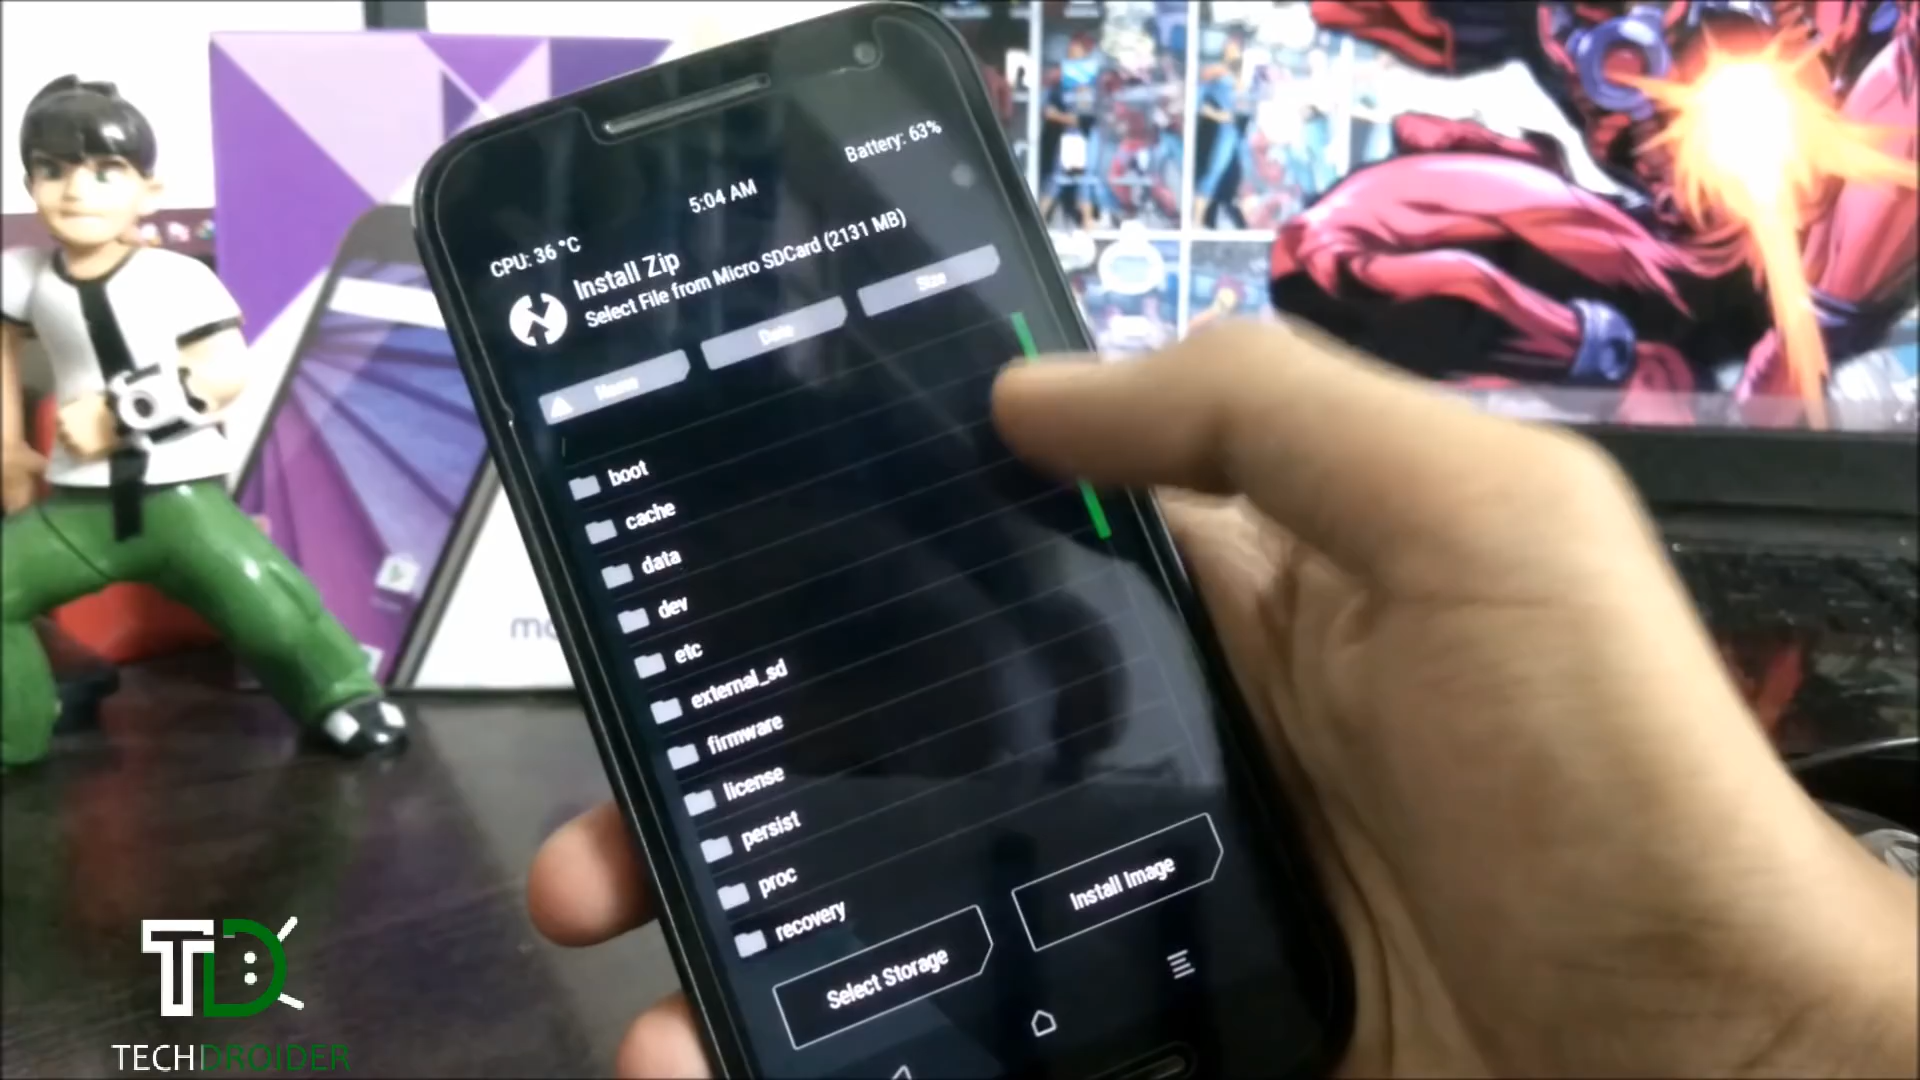 Battery: 63%
5:04 AM
CPU: 36 °C
Install Zip
Select File from Micro SDCard (2131 MB)
Name
Date
Size
boot
cache
data
dev
etc
external_sd
firmware
license
persist
proc
recovery
Select Storage
Install Image
TD
TECHDROIDER